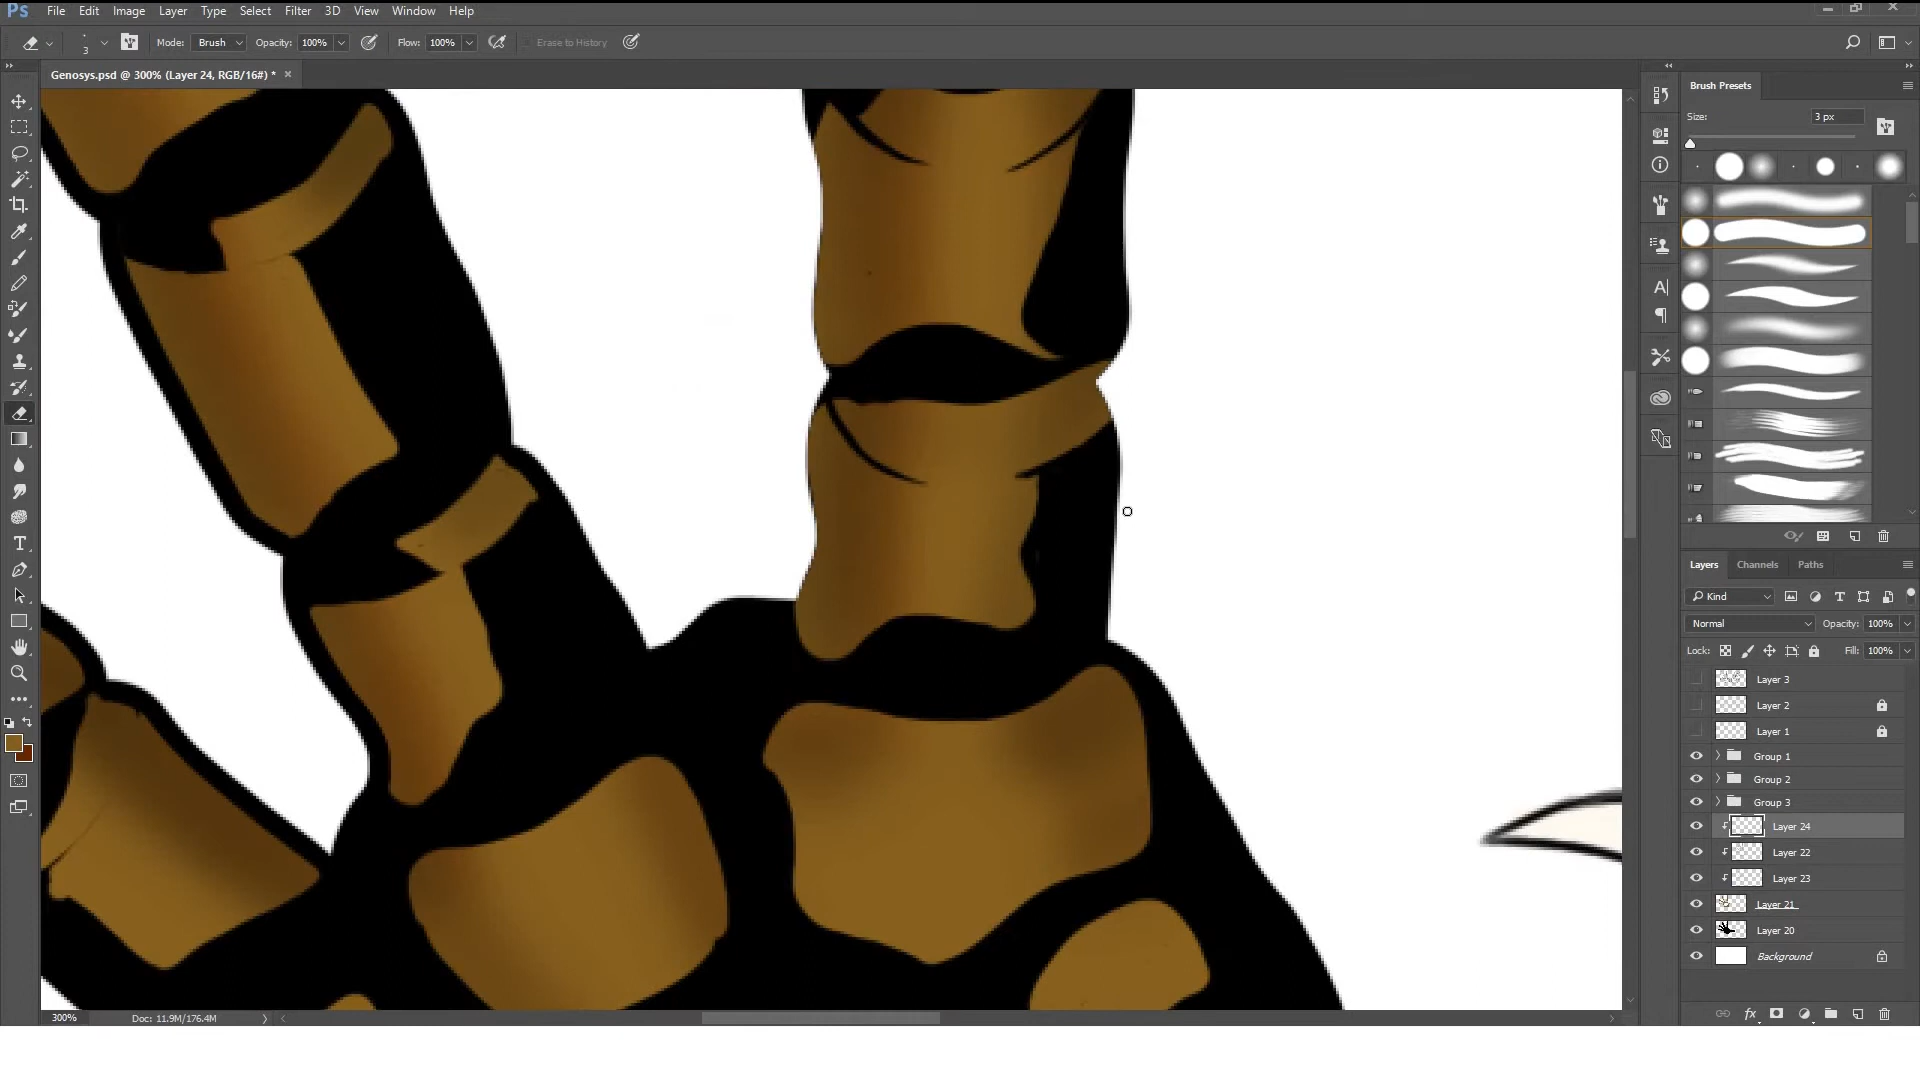 Ps File Edit Image Layer Type Select Filter 3D View Window Help
3 Mode: Brush Opacity: 100% Flow: 100% Erase to History
Genosys.psd @ 300% (Layer 24, RGB/16#) *
Brush Presets
Size: 3 px
Layers Channels Paths
Kind
Normal Opacity: 100%
Lock: Fill: 100%
Layer 3
Layer 2
Layer 1
Group 1
Group 2
Group 3
Layer 24
Layer 22
Layer 23
Layer 21
Layer 20
Background
300% Doc: 11.9M/176.4M